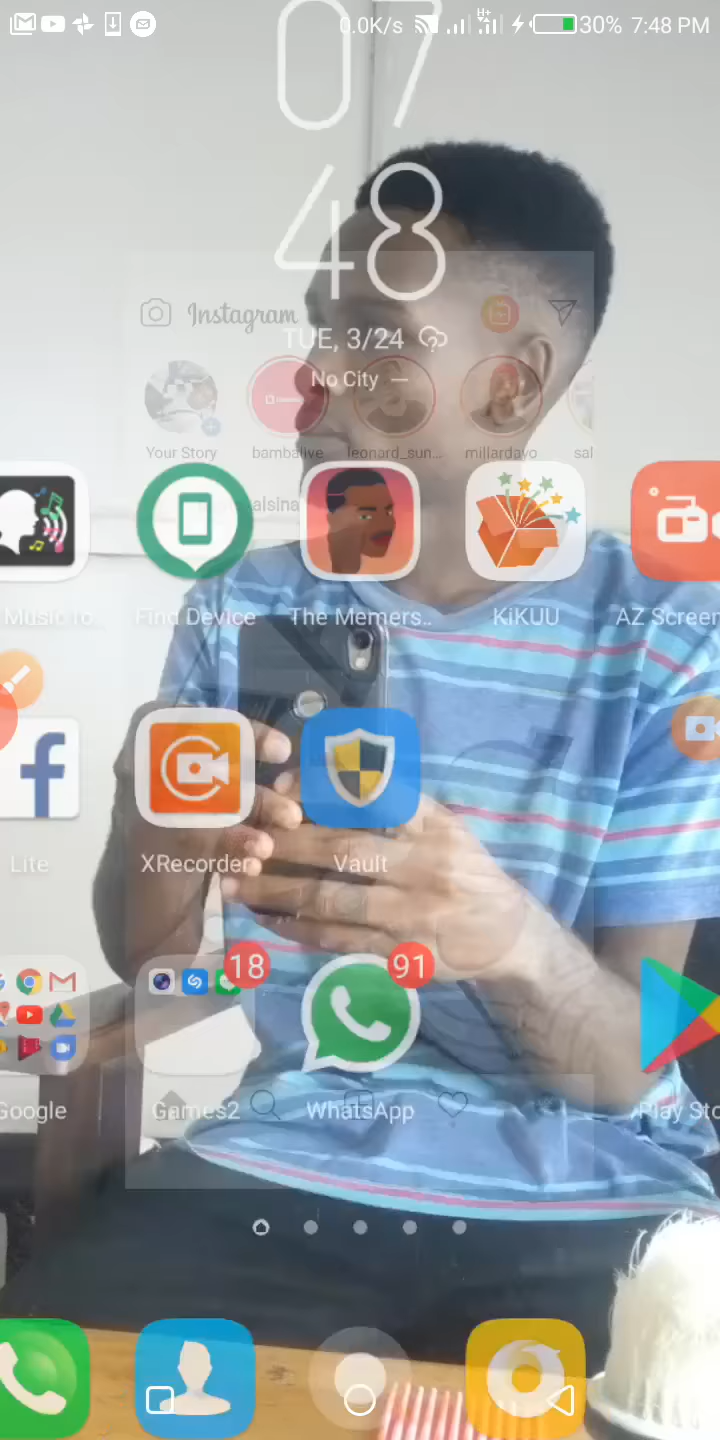 0.0K/s H+ 30% 7:48 PM
07
48
Instagram
TUE, 3/24
No City —
Your Story bambalive leonard_sun... millardayo sal
alsina
Music to... Find Device The Memers.. KiKUU AZ Screen
Lite XRecorder Vault
18 91
Google Games2 WhatsApp Play Sto